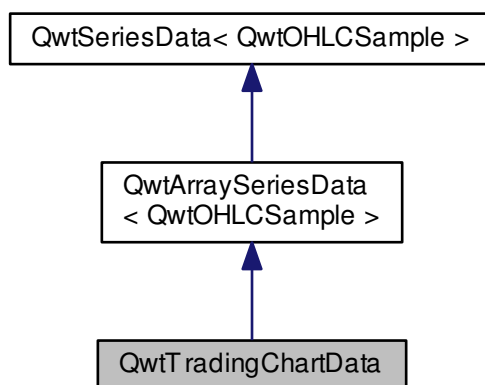 QwtSeriesData< QwtOHLCSample >
QwtArraySeriesData
< QwtOHLCSample >
QwtTradingChartData